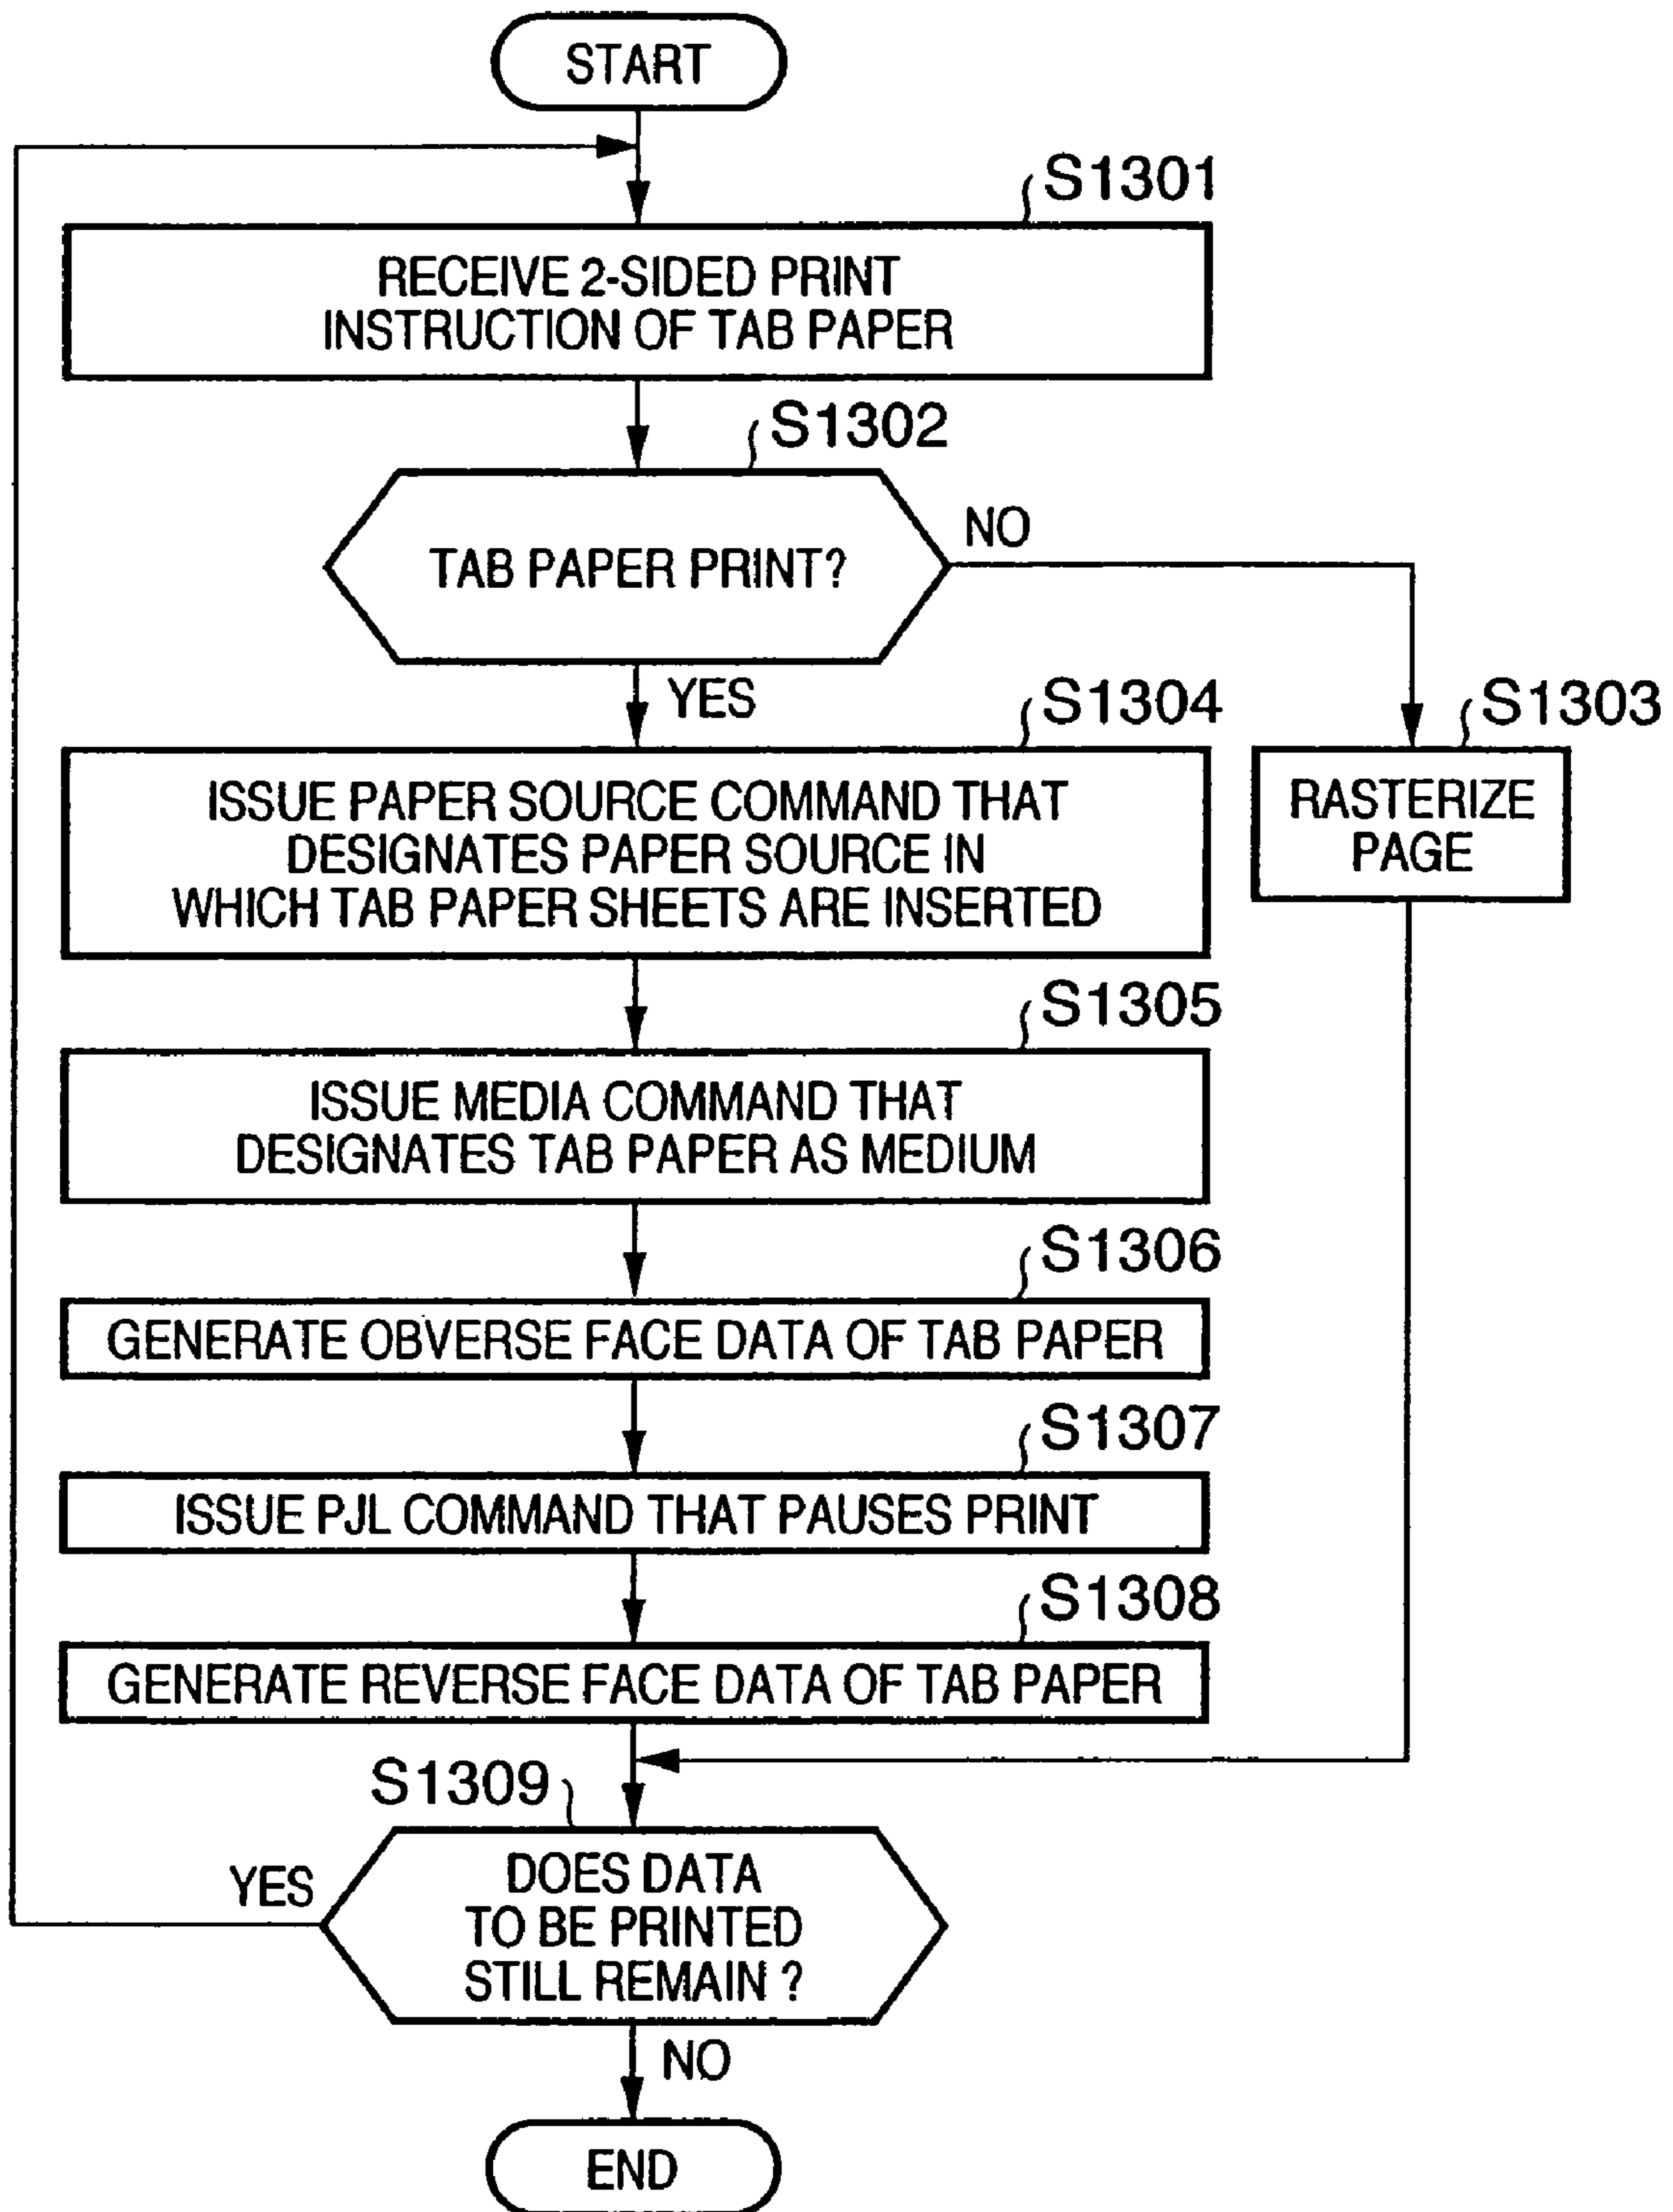 START
S1301
RECEIVE 2-SIDED PRINT
INSTRUCTION OF TAB PAPER
S1302
TAB PAPER PRINT?
NO
YES
S1304
S1303
ISSUE PAPER SOURCE COMMAND THAT
DESIGNATES PAPER SOURCE IN
WHICH TAB PAPER SHEETS ARE INSERTED
RASTERIZE
PAGE
S1305
ISSUE MEDIA COMMAND THAT
DESIGNATES TAB PAPER AS MEDIUM
S1306
GENERATE OBVERSE FACE DATA OF TAB PAPER
S1307
ISSUE PJL COMMAND THAT PAUSES PRINT
S1308
GENERATE REVERSE FACE DATA OF TAB PAPER
S1309
YES
DOES DATA
TO BE PRINTED
STILL REMAIN ?
NO
END